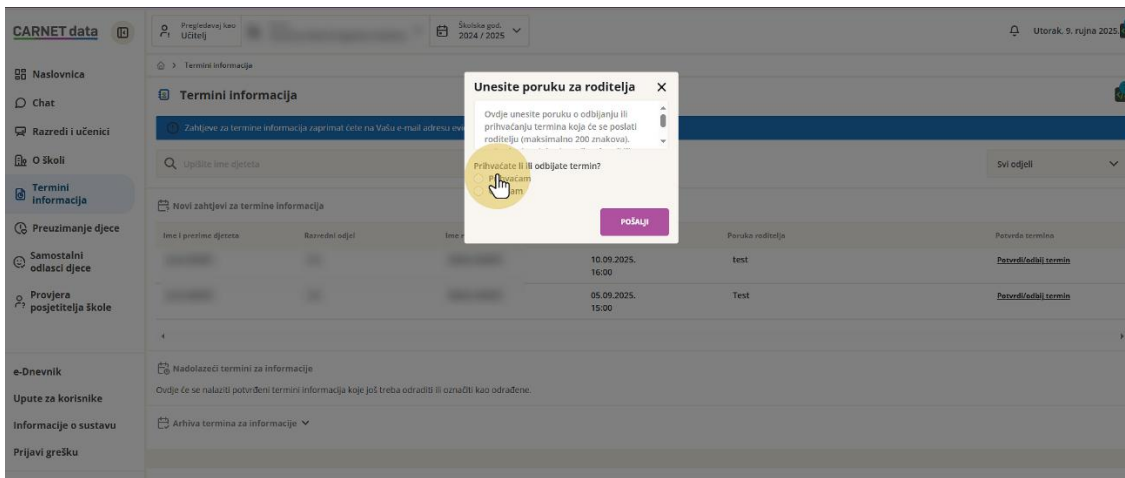 CARNET data
Pregledavaj kao
Učitelj
Školska god.
2024 / 2025
Utorak. 9. rujna 2025.
Naslovnica
Chat
Razredi i učenici
O školi
Termini
informacija
Preuzimanje djece
Samostalni
odlasci djece
Provjera
posjetitelja škole
e-Dnevnik
Upute za korisnike
Informacije o sustavu
Prijavi grešku
Termini informacija
Termini informacija
Zahtjeve za termine informacija zaprimat ćete na Vašu e-mail adresu
Upišite ime djeteta
Svi odjeli
Unesite poruku za roditelja
Ovdje unesite poruku o odbijanju ili
prihvaćanju termina koja će se poslati
roditelju (maksimalno 200 znakova).
Prihvaćate li ili odbijate termin?
Prihvaćam
POŠALJI
Novi zahtjevi za termine informacija
Ime i prezime djeteta Razredni odjel Ime Poruka roditelja Potvrda termina
10.09.2025. test Potvrdi/odbij termin
16:00
05.09.2025. Test Potvrdi/odbij termin
15:00
Nadolazeći termini za informacije
Ovdje će se nalaziti potvrđeni termini informacija koje još treba odraditi ili označiti kao odrađene.
Arhiva termina za informacije